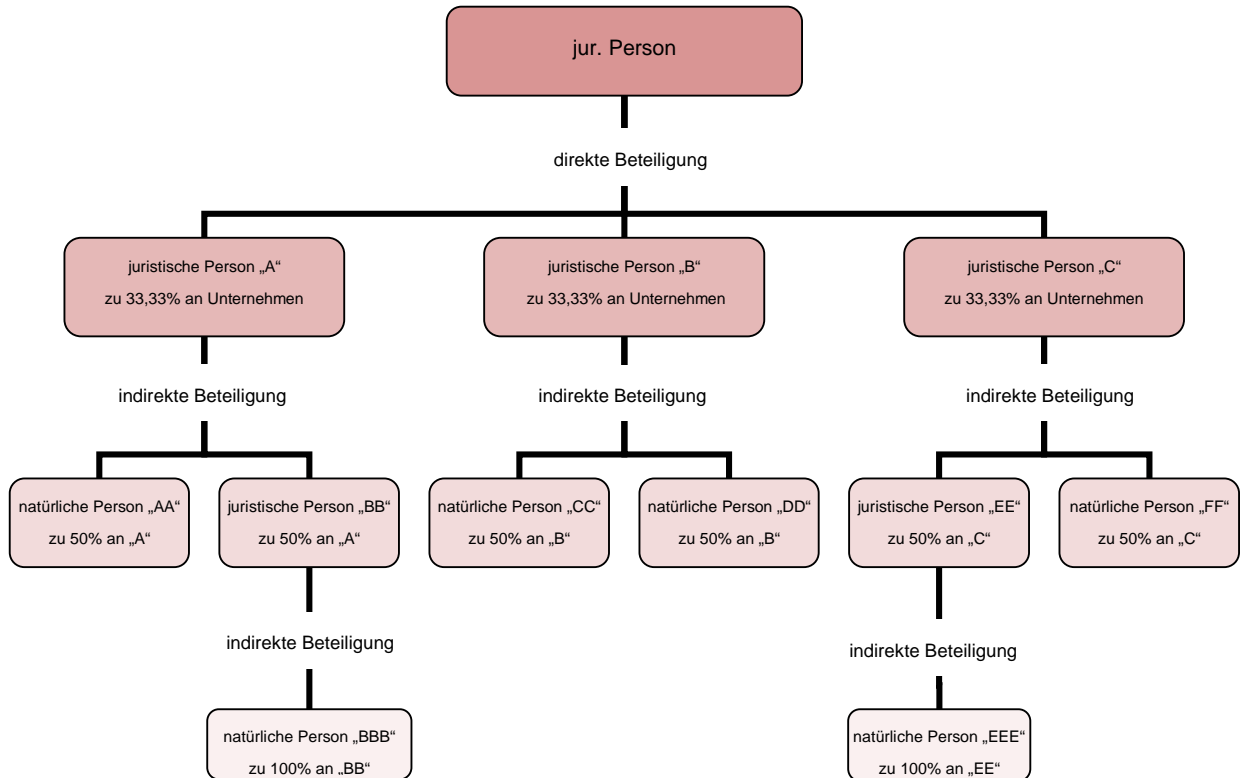 jur. Person
direkte Beteiligung
juristische Person „A“
zu 33,33% an Unternehmen
juristische Person „B“
zu 33,33% an Unternehmen
juristische Person „C“
zu 33,33% an Unternehmen
indirekte Beteiligung
indirekte Beteiligung
indirekte Beteiligung
natürliche Person „AA“
zu 50% an „A“
juristische Person „BB“
zu 50% an „A“
natürliche Person „CC“
zu 50% an „B“
natürliche Person „DD“
zu 50% an „B“
juristische Person „EE“
zu 50% an „C“
natürliche Person „FF“
zu 50% an „C“
indirekte Beteiligung
indirekte Beteiligung
natürliche Person „BBB“
zu 100% an „BB“
natürliche Person „EEE“
zu 100% an „EE“